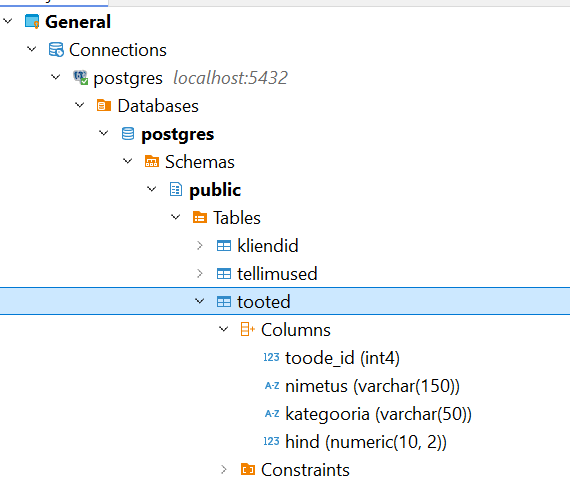 General
Connections
postgres localhost:5432
Databases
postgres
Schemas
public
Tables
kliendid
tellimused
tooted
Columns
123 toode_id (int4)
A-Z nimetus (varchar(150))
A-Z kategooria (varchar(50))
123 hind (numeric(10, 2))
Constraints